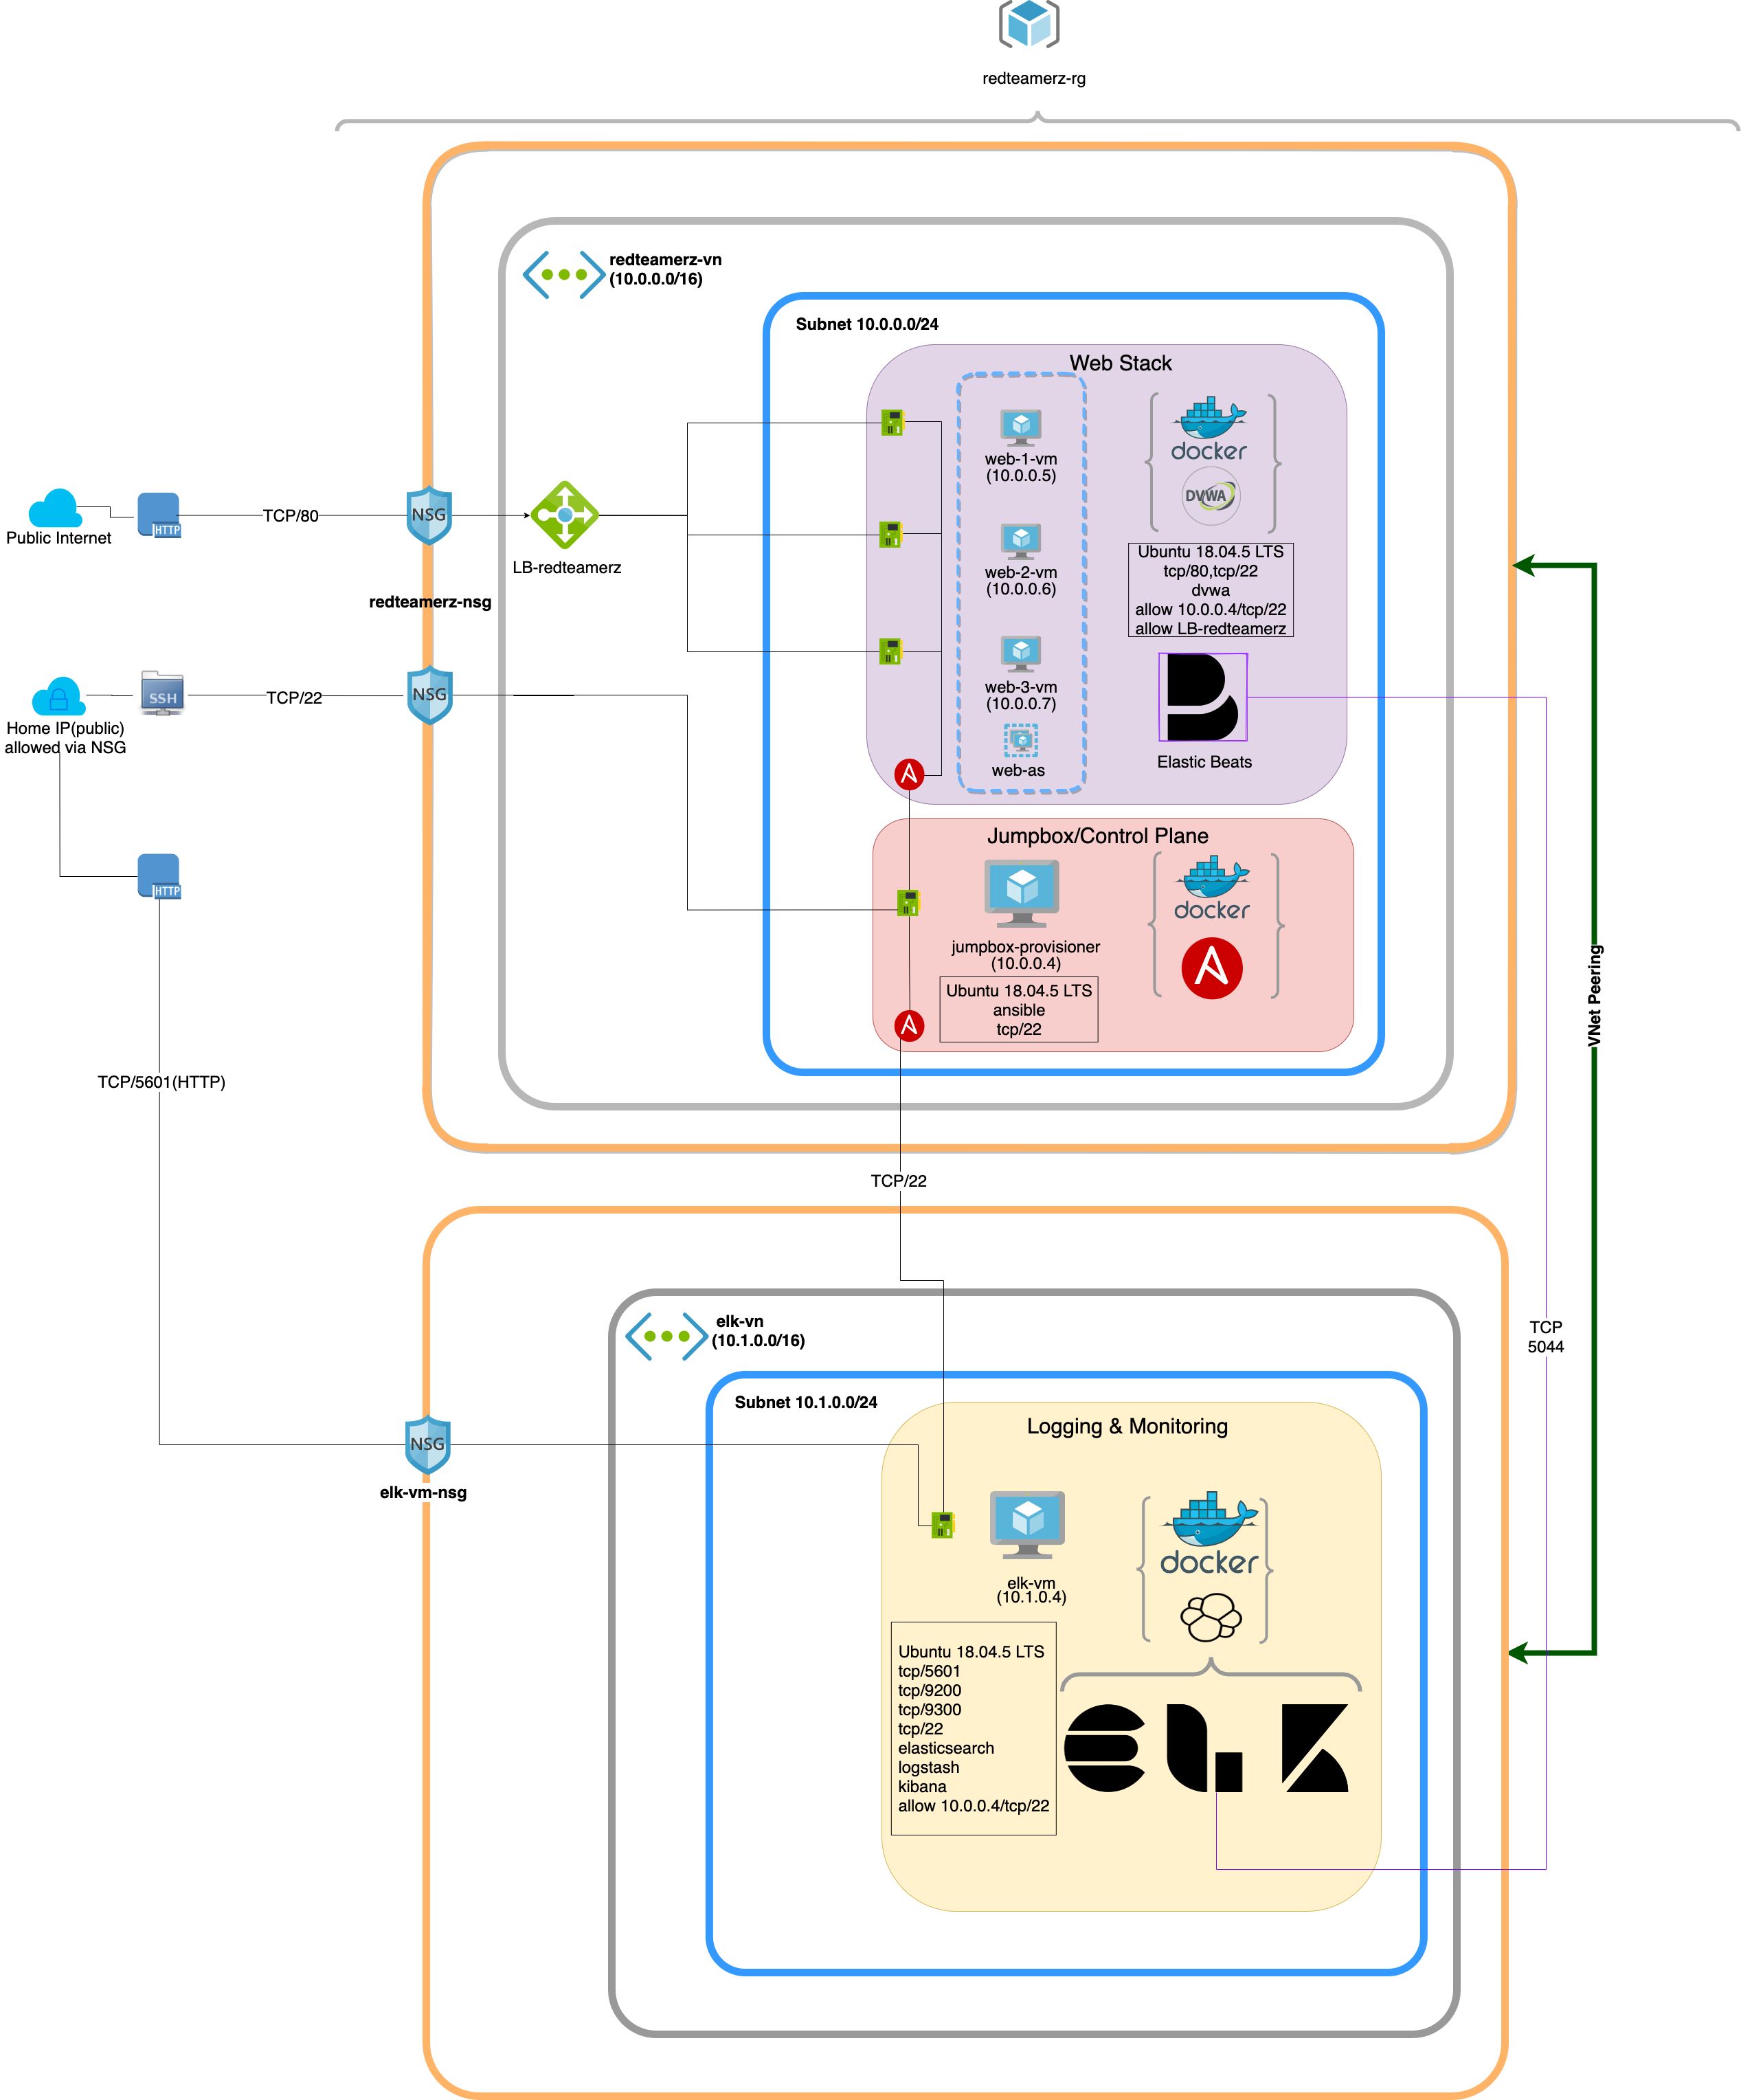 redteamerz-rg
redteamerz-vn
(10.0.0.0/16)
Subnet 10.0.0.0/24
Web Stack
web-1-vm
(10.0.0.5)
docker
DVWA
Public Internet
HTTP
TCP/80
NSG
LB-redteamerz
redteamerz-nsg
web-2-vm
(10.0.0.6)
Ubuntu 18.04.5 LTS
tcp/80,tcp/22
dvwa
allow 10.0.0.4/tcp/22
allow LB-redteamerz
Home IP(public)
allowed via NSG
SSH
TCP/22
NSG
web-3-vm
(10.0.0.7)
web-as
Elastic Beats
HTTP
Jumpbox/Control Plane
jumpbox-provisioner
(10.0.0.4)
docker
Ubuntu 18.04.5 LTS
ansible
tcp/22
VNet Peering
TCP/5601(HTTP)
TCP/22
elk-vn
(10.1.0.0/16)
TCP
5044
Subnet 10.1.0.0/24
Logging & Monitoring
NSG
elk-vm-nsg
elk-vm
(10.1.0.4)
docker
Ubuntu 18.04.5 LTS
tcp/5601
tcp/9200
tcp/9300
tcp/22
elasticsearch
logstash
kibana
allow 10.0.0.4/tcp/22
ELK